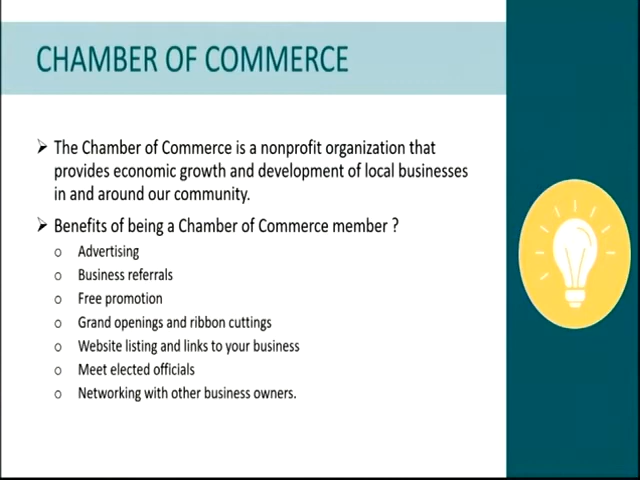 CHAMBER OF COMMERCE
➢ The Chamber of Commerce is a nonprofit organization that
provides economic growth and development of local businesses
in and around our community.
➢ Benefits of being a Chamber of Commerce member ?
o Advertising
o Business referrals
o Free promotion
o Grand openings and ribbon cuttings
o Website listing and links to your business
o Meet elected officials
o Networking with other business owners.